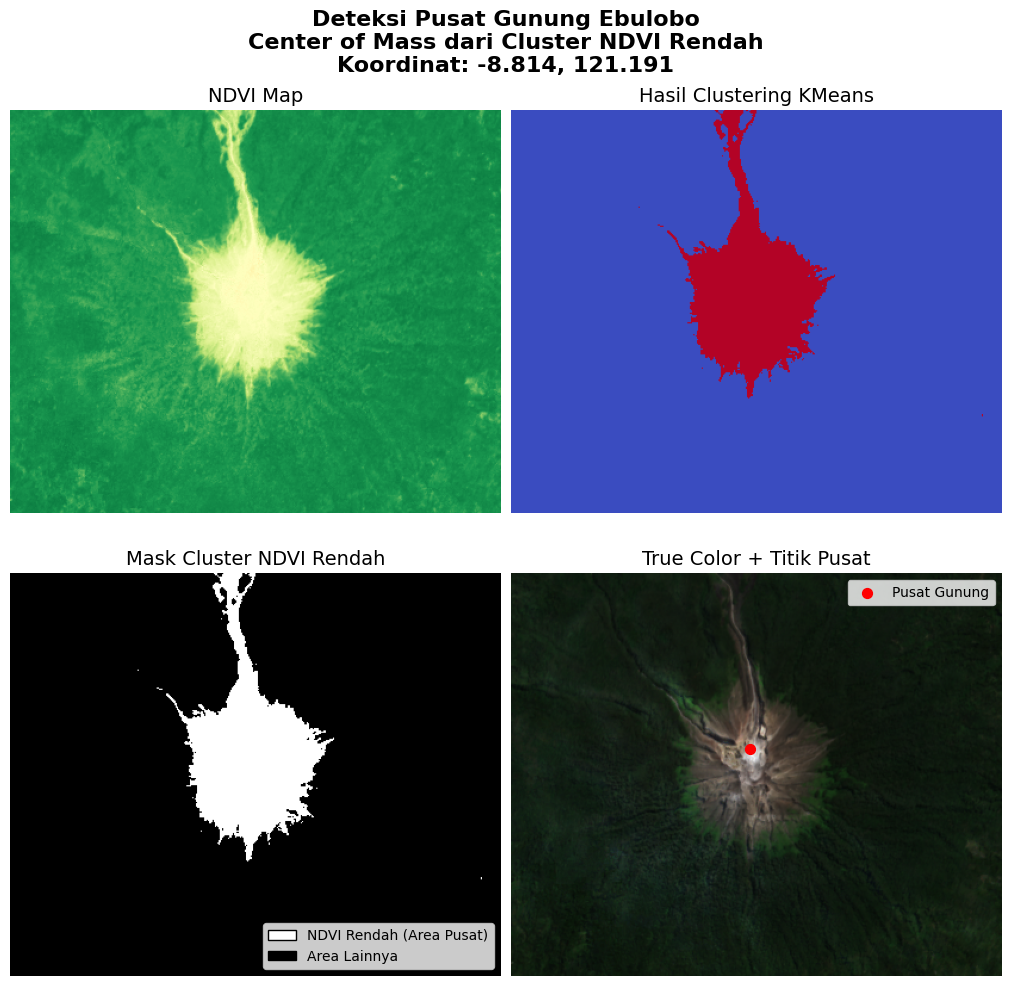 Deteksi Pusat Gunung Ebulobo
Center of Mass dari Cluster NDVI Rendah
Koordinat: -8.814, 121.191
NDVI Map
Hasil Clustering KMeans
Mask Cluster NDVI Rendah
NDVI Rendah (Area Pusat)
Area Lainnya
True Color + Titik Pusat
Pusat Gunung